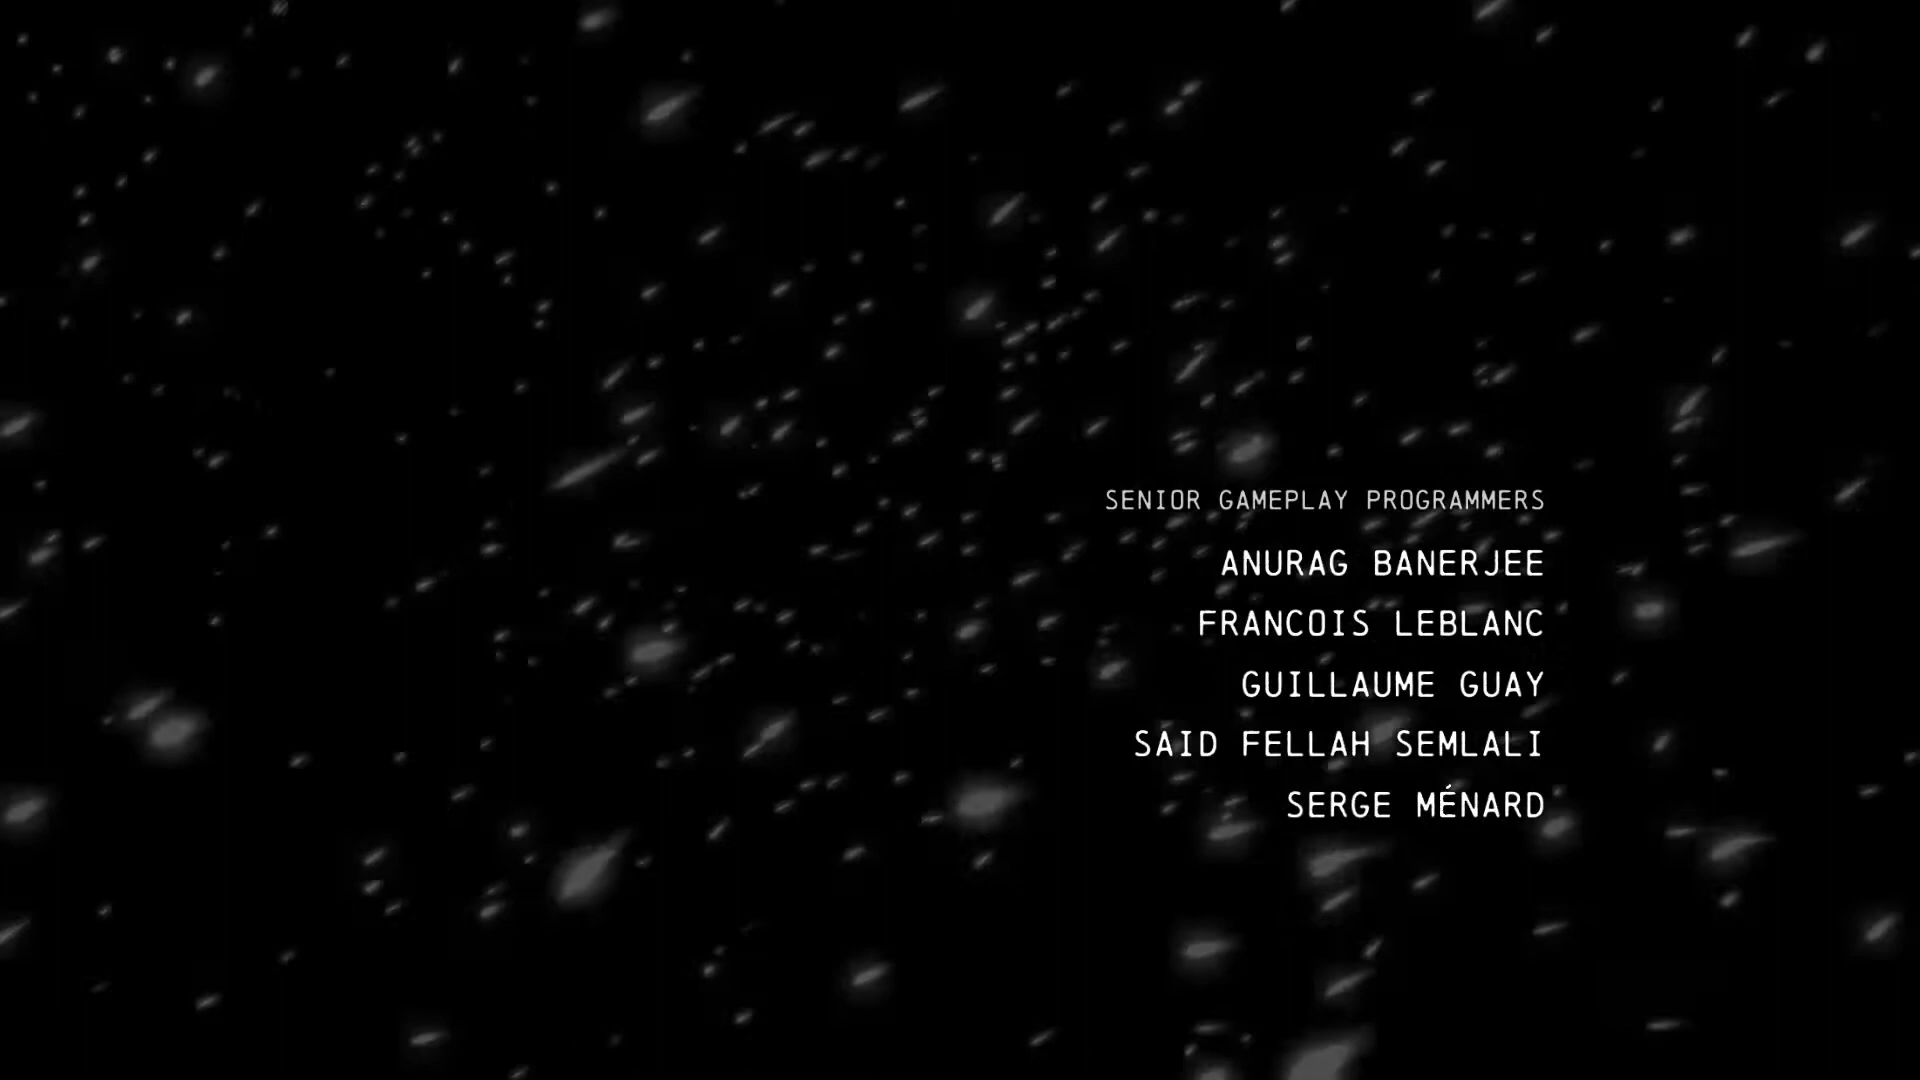 SENIOR GAMEPLAY PROGRAMMERS
ANURAG BANERJEE
FRANCOIS LEBLANC
GUILLAUME GUAY
SAID FELLAH SEMLALI
SERGE MÉNARD